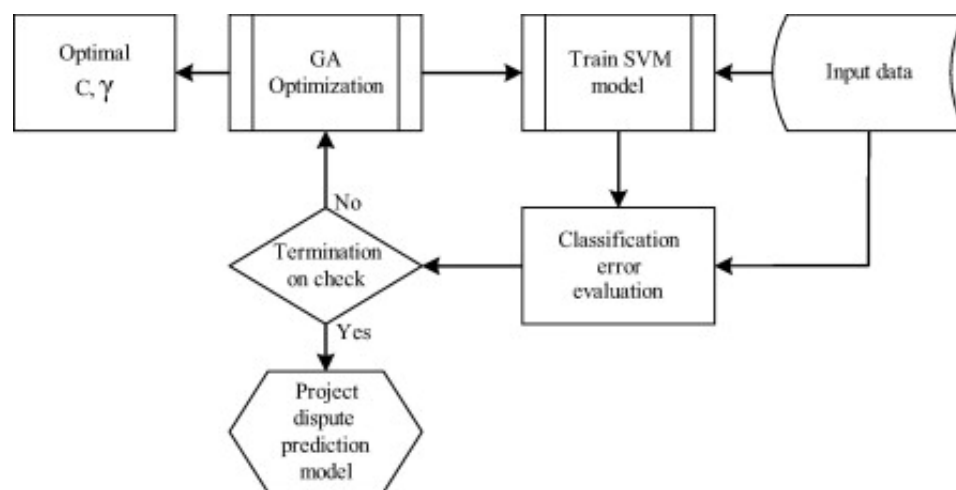 Optimal
C, γ
GA
Optimization
Train SVM
model
Input data
No
Termination
on check
Classification
error
evaluation
Yes
Project
dispute
prediction
model